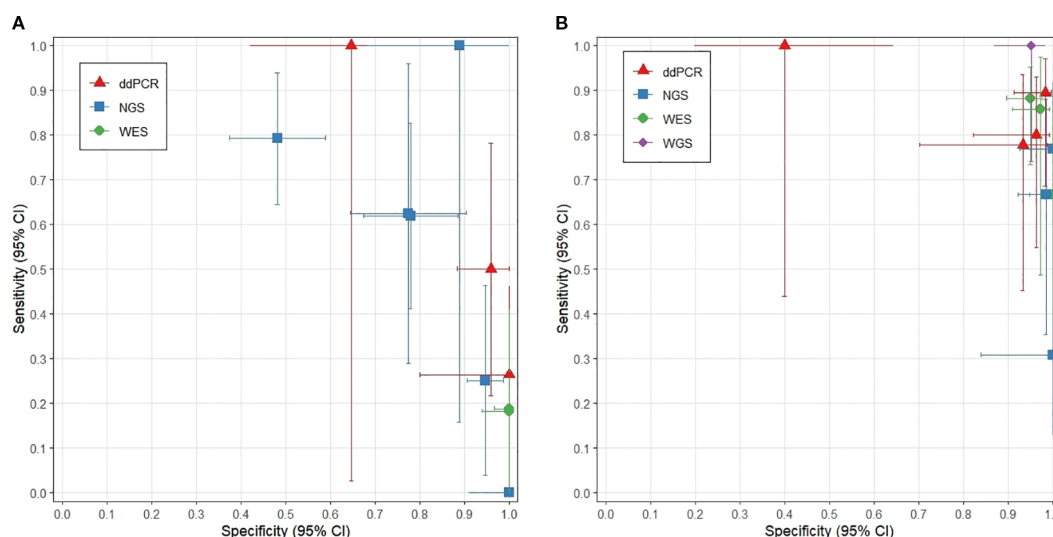 A
ddPCR
NGS
WES
1.0
0.9
0.8
0.7
0.6
0.5
0.4
0.3
0.2
0.1
0.0
Sensitivity (95% CI)
0.0 0.1 0.2 0.3 0.4 0.5 0.6 0.7 0.8 0.9 1.0
Specificity (95% CI)
B
ddPCR
NGS
WES
WGS
1.0
0.9
0.8
0.7
0.6
0.5
0.4
0.3
0.2
0.1
0.0
Sensitivity (95% CI)
0.0 0.1 0.2 0.3 0.4 0.5 0.6 0.7 0.8 0.9 1.
Specificity (95% CI)